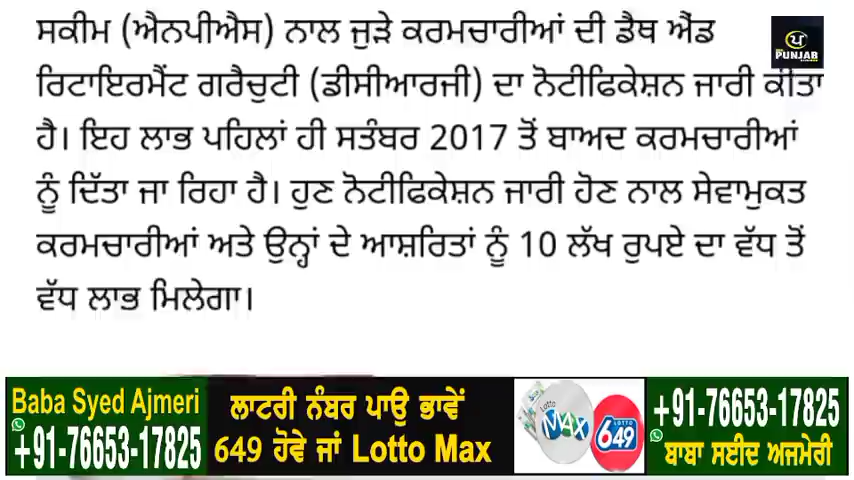 ਸਕੀਮ (ਐਨਪੀਐਸ) ਨਾਲ ਜੁੜੇ ਕਰਮਚਾਰੀਆਂ ਦੀ ਡੈਥ ਐਂਡ
ਰਿਟਾਇਰਮੈਂਟ ਗਰੈਚੁਟੀ (ਡੀਸੀਆਰਜੀ) ਦਾ ਨੋਟੀਫਿਕੇਸ਼ਨ ਜਾਰੀ ਕੀਤਾ
ਹੈ। ਇਹ ਲਾਭ ਪਹਿਲਾਂ ਹੀ ਸਤੰਬਰ 2017 ਤੋਂ ਬਾਅਦ ਕਰਮਚਾਰੀਆਂ
ਨੂੰ ਦਿੱਤਾ ਜਾ ਰਿਹਾ ਹੈ। ਹੁਣ ਨੋਟੀਫਿਕੇਸ਼ਨ ਜਾਰੀ ਹੋਣ ਨਾਲ ਸੇਵਾਮੁਕਤ
ਕਰਮਚਾਰੀਆਂ ਅਤੇ ਉਨ੍ਹਾਂ ਦੇ ਆਸ਼ਰਿਤਾਂ ਨੂੰ 10 ਲੱਖ ਰੁਪਏ ਦਾ ਵੱਧ ਤੋਂ
ਵੱਧ ਲਾਭ ਮਿਲੇਗਾ।
ਪ
PUNJAB
Baba Syed Ajmeri
+91-76653-17825
ਲਾਟਰੀ ਨੰਬਰ ਪਾਉ ਭਾਵੇਂ
649 ਹੋਵੇ ਜਾਂ Lotto Max
Lotto
MAX
LOTTO
649
+91-76653-17825
ਬਾਬਾ ਸਈਦ ਅਜਮੇਰੀ